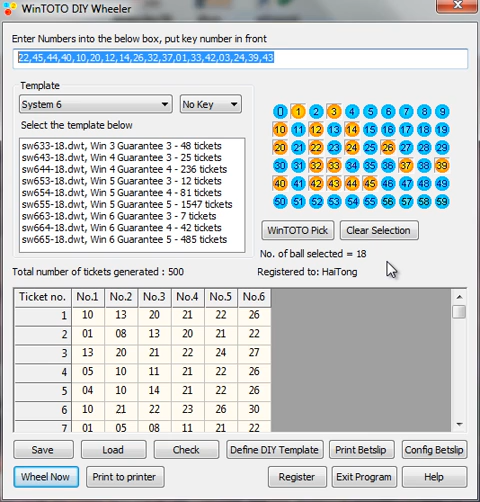 WinTOTO DIY Wheeler
Enter Numbers into the below box, put key number in front
22,45,44,40,10,20,12,14,26,32,37,01,33,42,03,24,39,43
Template
System 6 No Key
Select the template below
sw633-18.dwt, Win 3 Guarantee 3 - 48 tickets
sw643-18.dwt, Win 4 Guarantee 3 - 25 tickets
sw644-18.dwt, Win 4 Guarantee 4 - 236 tickets
sw653-18.dwt, Win 5 Guarantee 3 - 12 tickets
sw654-18.dwt, Win 5 Guarantee 4 - 81 tickets
sw655-18.dwt, Win 5 Guarantee 5 - 1547 tickets
sw663-18.dwt, Win 6 Guarantee 3 - 7 tickets
sw664-18.dwt, Win 6 Guarantee 4 - 42 tickets
sw665-18.dwt, Win 6 Guarantee 5 - 485 tickets
0 1 2 3 4 5 6 7 8 9
10 11 12 13 14 15 16 17 18 19
20 21 22 23 24 25 26 27 28 29
30 31 32 33 34 35 36 37 38 39
40 41 42 43 44 45 46 47 48 49
50 51 52 53 54 55 56 57 58 59
WinTOTO Pick Clear Selection
No. of ball selected = 18
Total number of tickets generated : 500 Registered to: HaiTong
Ticket no. No.1 No.2 No.3 No.4 No.5 No.6
1 10 13 20 21 22 26
2 01 08 13 20 21 22
3 13 20 21 22 24 27
4 05 10 11 21 22 26
5 04 10 14 21 22 26
6 10 21 22 23 26 30
7 01 05 08 11 21 22
Save Load Check Define DIY Template Print Betslip Config Betslip
Wheel Now Print to printer Register Exit Program Help